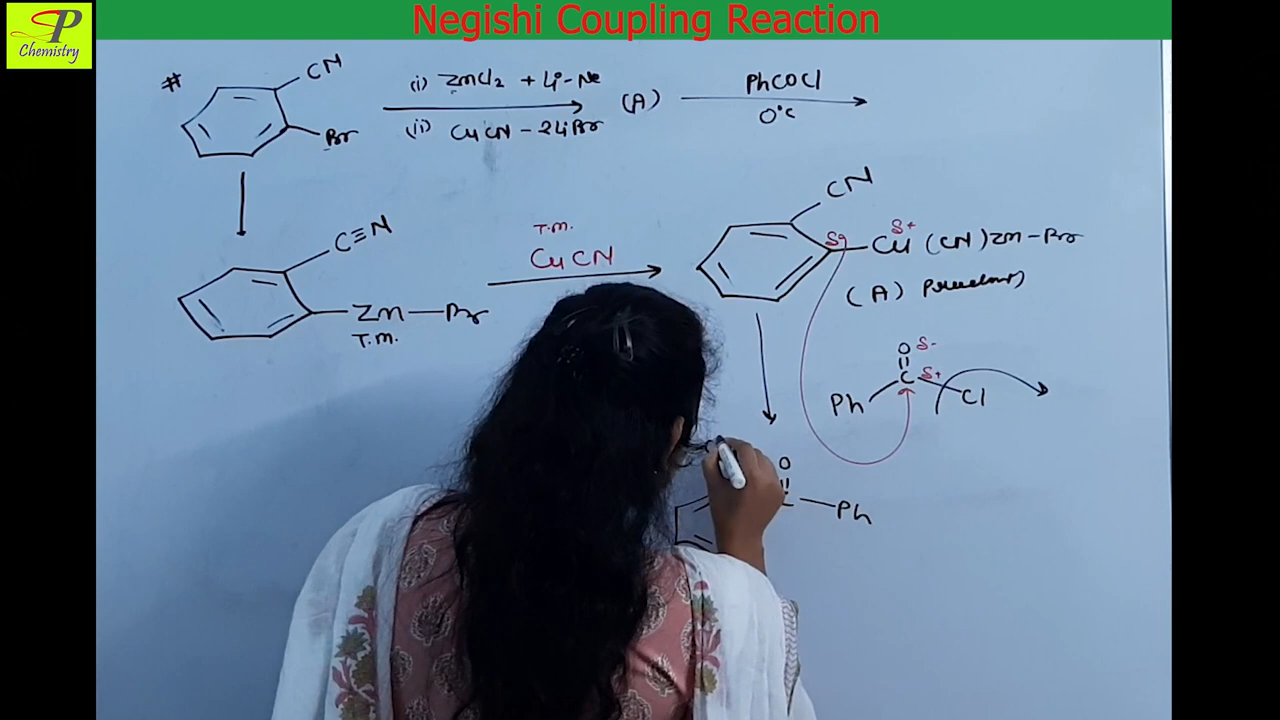 SP
Chemistry
Negishi Coupling Reaction
#
CN
Br
(i) ZnCl2 + Li-Ne
(ii) CuCN - 2LiBr
(A)
PhCOCl
0°C
C≡N
Zn—Br
T.M.
T.M.
CuCN
CN
δ+
Cu(CN)Zn-Br
(A)
O δ-
C δ+
Ph
Cl
O
Ph